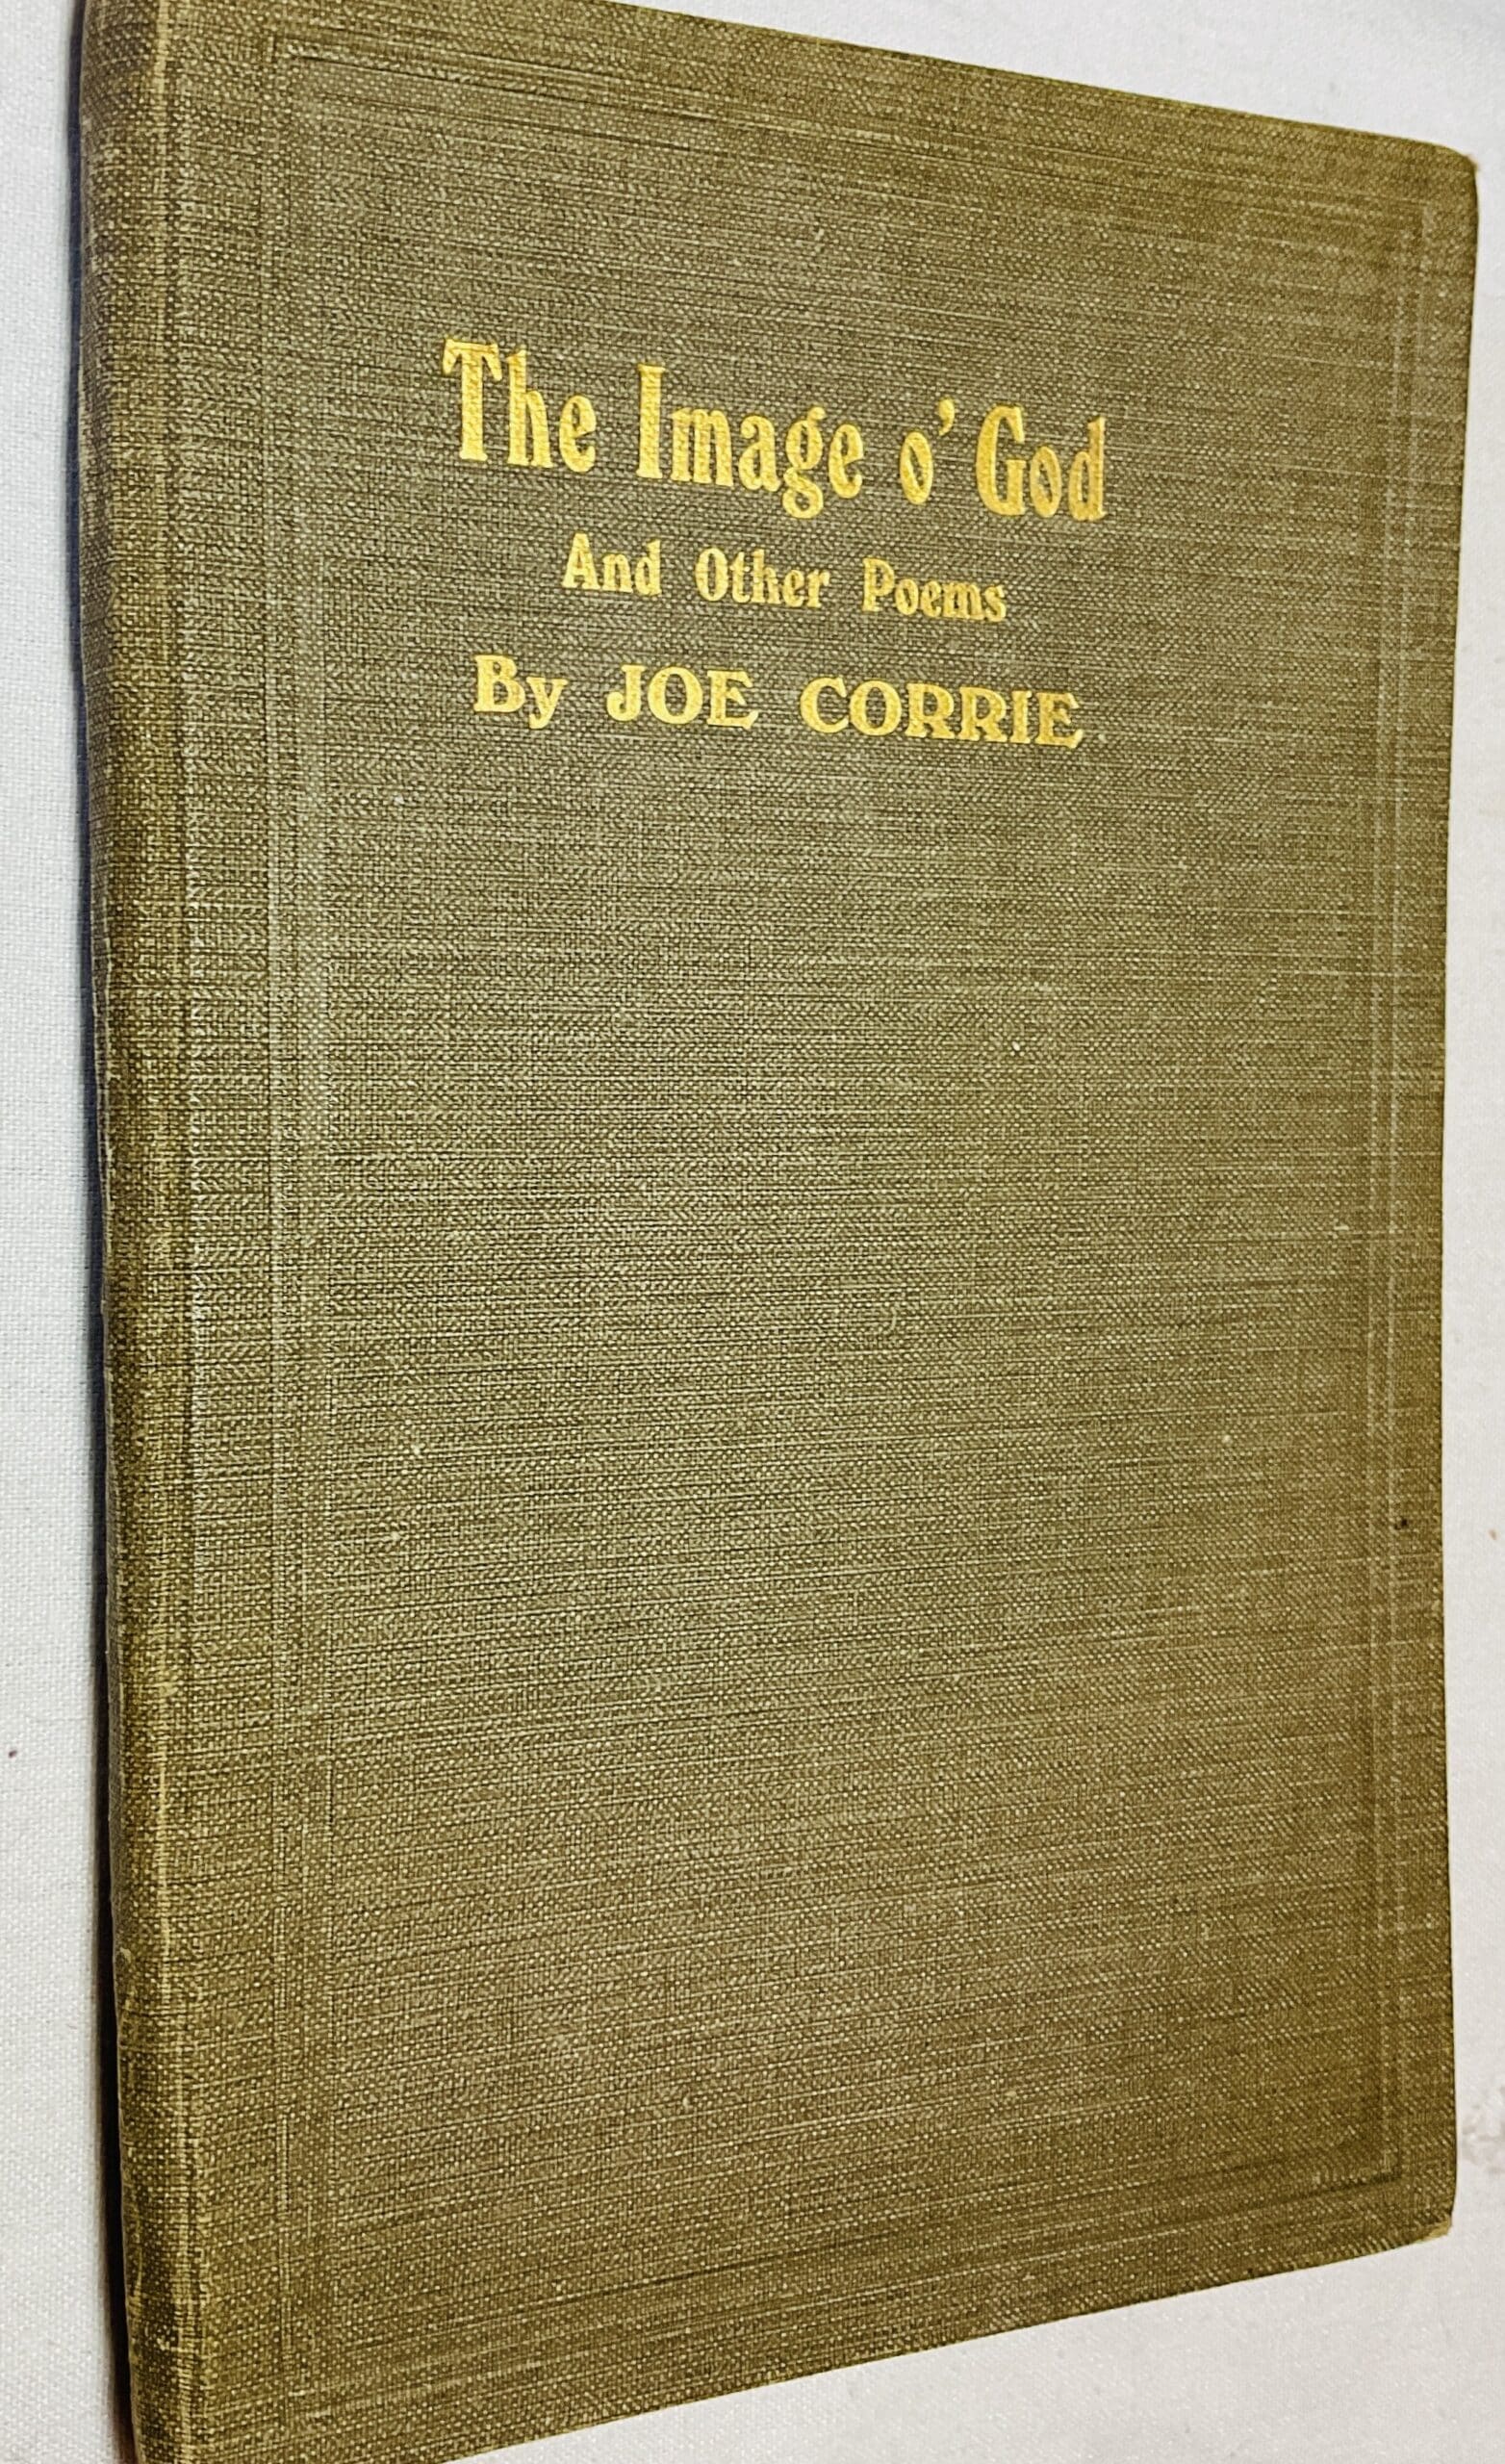 The Image o' God
And Other Poems
By JOE CORRIE